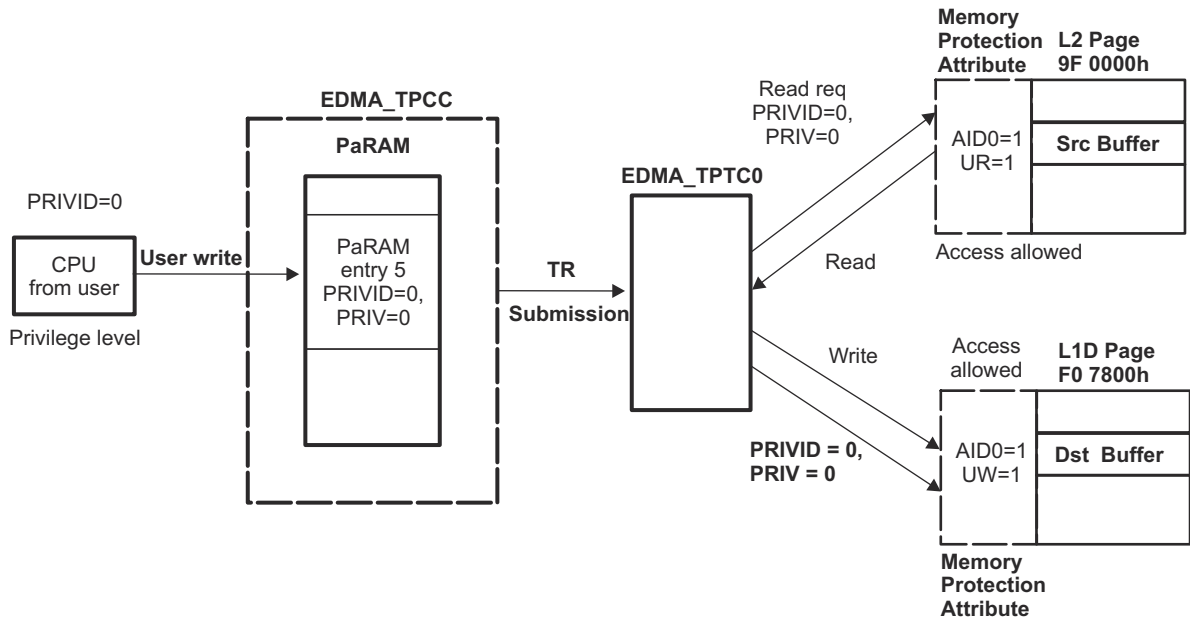 PRIVID=0
CPU
from user
Privilege level
User write
EDMA_TPCC
PaRAM
PaRAM
entry 5
PRIVID=0,
PRIV=0
TR
Submission
EDMA_TPTC0
Read req
PRIVID=0,
PRIV=0
Read
Memory
Protection
Attribute
L2 Page
9F 0000h
AID0=1
UR=1
Src Buffer
Access allowed
Write
PRIVID = 0,
PRIV = 0
Access
allowed
L1D Page
F0 7800h
AID0=1
UW=1
Dst Buffer
Memory
Protection
Attribute